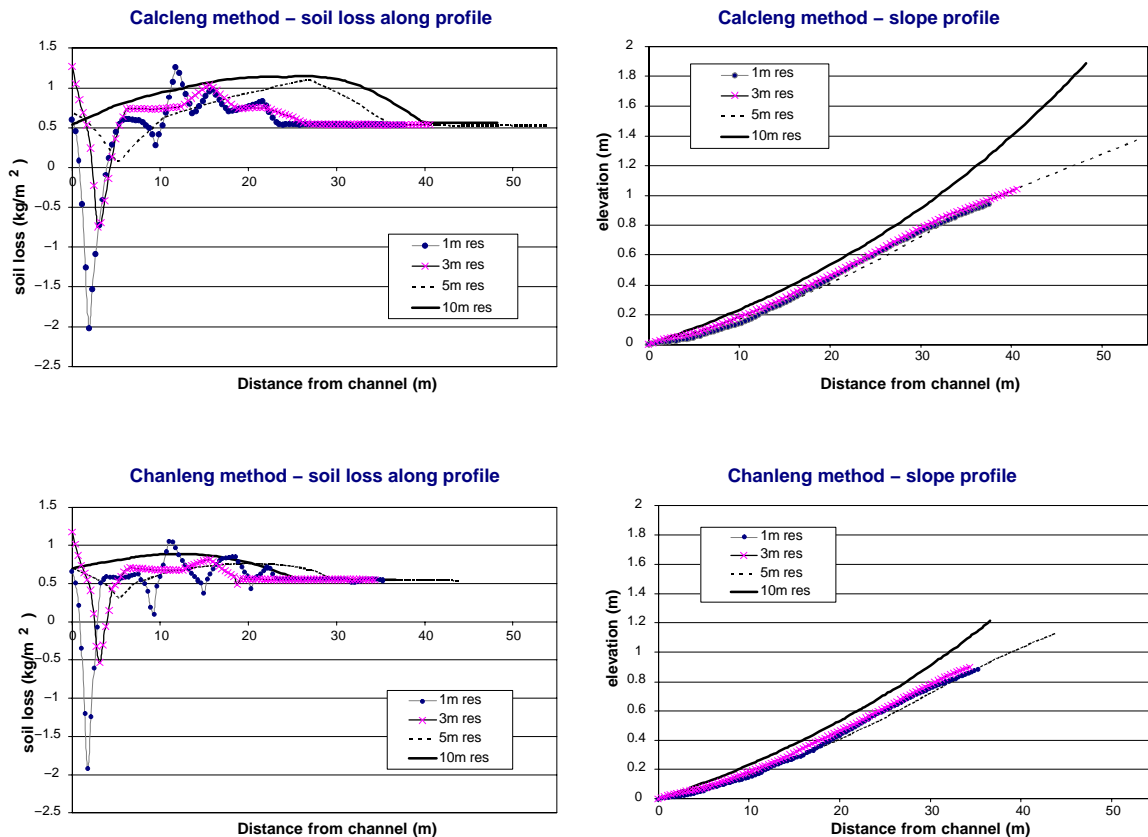 Calcleng method – soil loss along profile
1.5
1
0.5
0
−0.5
−1
−1.5
−2
−2.5
0
10
20
30
40
50
soil loss (kg/m 2 )
Distance from channel (m)
1m res
3m res
5m res
10m res
Calcleng method – slope profile
2
1.8
1.6
1.4
1.2
1
0.8
0.6
0.4
0.2
0
0
10
20
30
40
50
elevation (m)
Distance from channel (m)
1m res
3m res
5m res
10m res
Chanleng method – soil loss along profile
1.5
1
0.5
0
−0.5
−1
−1.5
−2
−2.5
0
10
20
30
40
50
soil loss (kg/m 2 )
Distance from channel (m)
1m res
3m res
5m res
10m res
Chanleng method – slope profile
2
1.8
1.6
1.4
1.2
1
0.8
0.6
0.4
0.2
0
0
10
20
30
40
50
elevation (m)
Distance from channel (m)
1m res
3m res
5m res
10m res